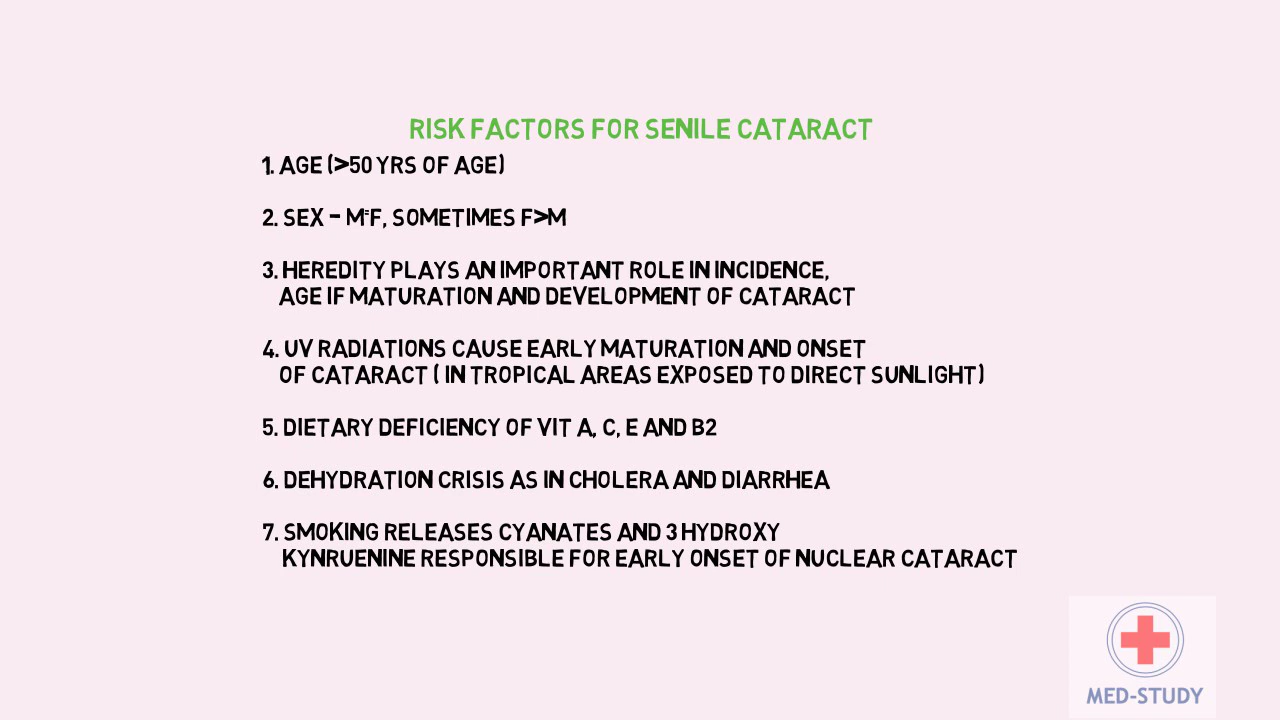 RISK FACTORS FOR SENILE CATARACT
1. AGE (>50 YRS OF AGE)
2. SEX - M=F, SOMETIMES F>M
3. HEREDITY PLAYS AN IMPORTANT ROLE IN INCIDENCE,
AGE IF MATURATION AND DEVELOPMENT OF CATARACT
4. UV RADIATIONS CAUSE EARLY MATURATION AND ONSET
OF CATARACT ( IN TROPICAL AREAS EXPOSED TO DIRECT SUNLIGHT)
5. DIETARY DEFICIENCY OF VIT A, C, E AND B2
6. DEHYDRATION CRISIS AS IN CHOLERA AND DIARRHEA
7. SMOKING RELEASES CYANATES AND 3 HYDROXY
KYNRUENINE RESPONSIBLE FOR EARLY ONSET OF NUCLEAR CATARACT
MED-STUDY